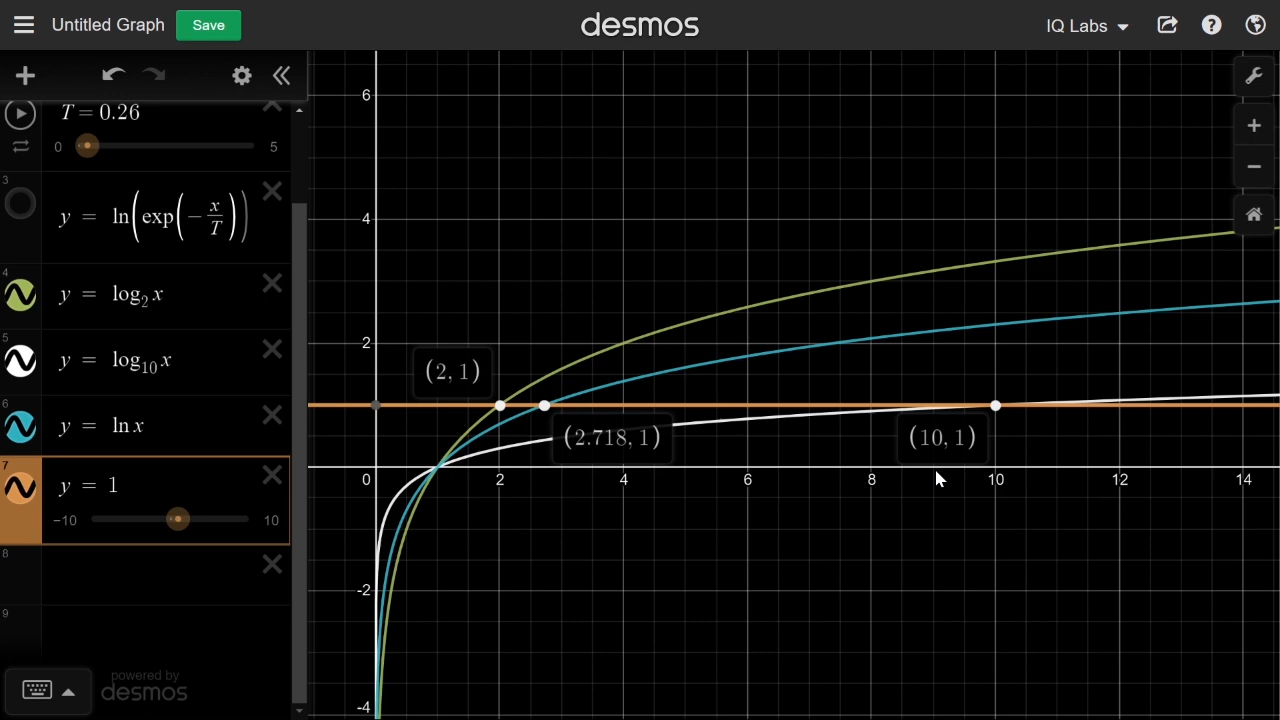 Untitled Graph Save desmos IQ Labs
T = 0.26
0 5
3
y = ln(exp(-x/T))
4
y = log₂x
5
y = log₁₀x
6
y = ln x
7
y = 1
-10 10
8
9
powered by
desmos
6
4
2
(2, 1)
(2.718, 1)
(10, 1)
0 2 4 6 8 10 12 14
-2
-4